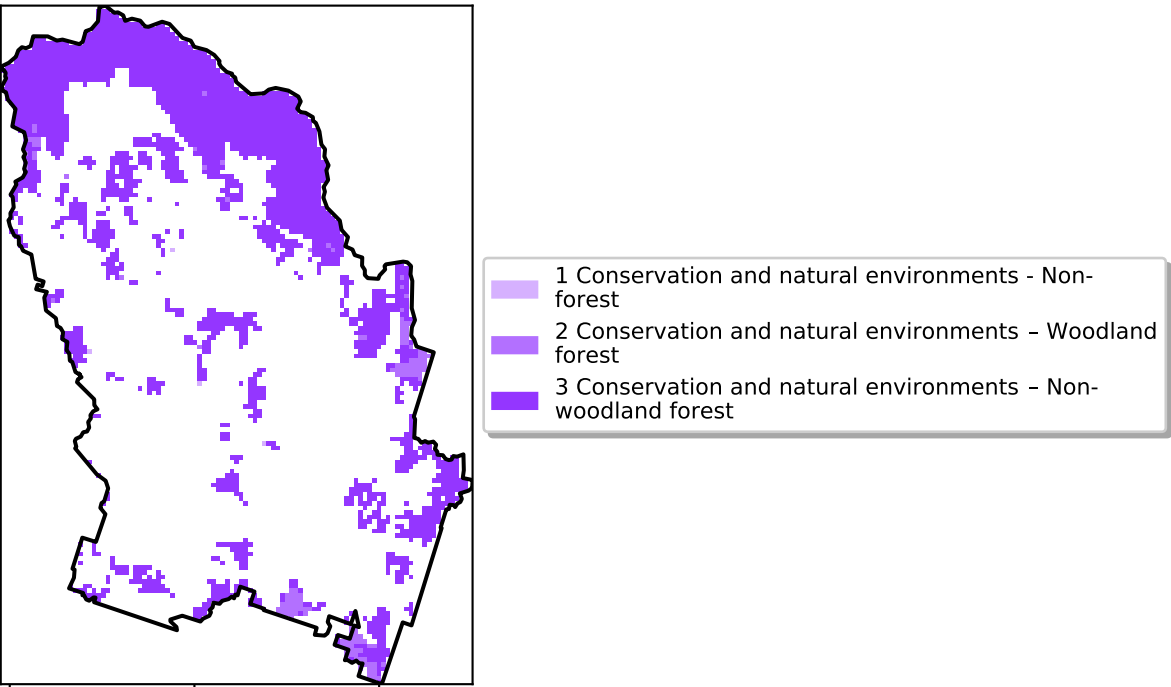 1 Conservation and natural environments - Non-
forest
2 Conservation and natural environments – Woodland
forest
3 Conservation and natural environments – Non-
woodland forest